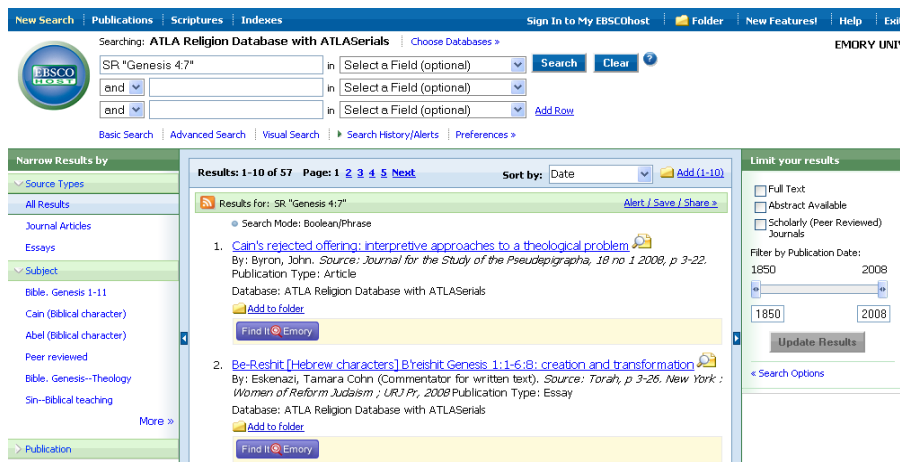 New Search Publications Scriptures Indexes Sign In to My EBSCOhost Folder New Features! Help Exi
Searching: ATLA Religion Database with ATLASerials Choose Databases »
EMORY UNI
EBSCO
HOST
SR "Genesis 4:7" in Select a Field (optional) Search Clear ?
and in Select a Field (optional)
and in Select a Field (optional) Add Row
Basic Search Advanced Search Visual Search Search History/Alerts Preferences »
Narrow Results by
Source Types
All Results
Journal Articles
Essays
Subject
Bible. Genesis 1-11
Cain (Biblical character)
Abel (Biblical character)
Peer reviewed
Bible. Genesis--Theology
Sin--Biblical teaching
More »
Publication
Results: 1-10 of 57 Page: 1 2 3 4 5 Next Sort by: Date Add (1-10)
Results for: SR "Genesis 4:7" Alert / Save / Share »
Search Mode: Boolean/Phrase
1. Cain's rejected offering: interpretive approaches to a theological problem
By: Byron, John. Source: Journal for the Study of the Pseudepigrapha, 18 no 1 2008, p 3-22.
Publication Type: Article
Database: ATLA Religion Database with ATLASerials
Add to folder
Find It @ Emory
2. Be-Reshit [Hebrew characters] B'reishit Genesis 1:1-6:8: creation and transformation
By: Eskenazi, Tamara Cohn (Commentator for written text). Source: Torah, p 3-26. New York :
Women of Reform Judaism ; URJ Pr, 2008 Publication Type: Essay
Database: ATLA Religion Database with ATLASerials
Add to folder
Find It @ Emory
Limit your results
Full Text
Abstract Available
Scholarly (Peer Reviewed)
Journals
Filter by Publication Date:
1850 2008
1850 2008
Update Results
« Search Options